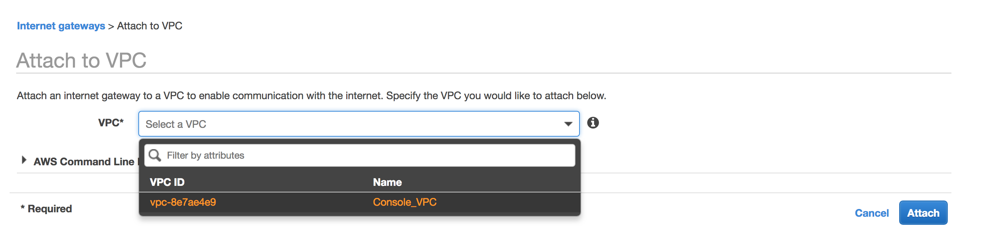 Internet gateways > Attach to VPC
Attach to VPC
Attach an internet gateway to a VPC to enable communication with the internet. Specify the VPC you would like to attach below.
VPC* Select a VPC
Filter by attributes
AWS Command Line
VPC ID Name
vpc-8e7ae4e9 Console_VPC
* Required
Cancel Attach